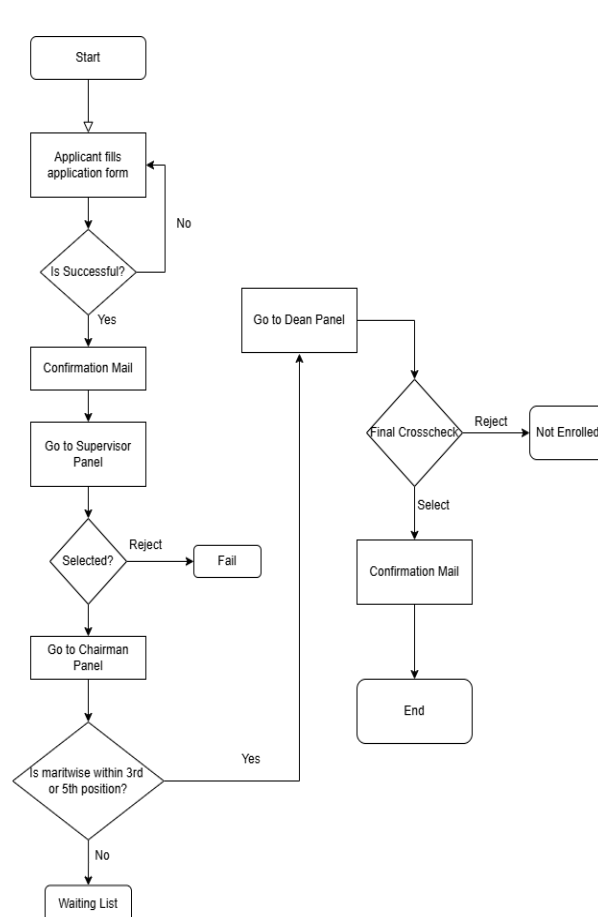 Start
Applicant fills
application form
No
Is Successful?
Yes
Confirmation Mail
Go to Supervisor
Panel
Selected?
Reject
Fail
Go to Chairman
Panel
Is maritwise within 3rd
or 5th position?
Yes
No
Waiting List
Go to Dean Panel
Final Crosscheck
Reject
Not Enrolled
Select
Confirmation Mail
End